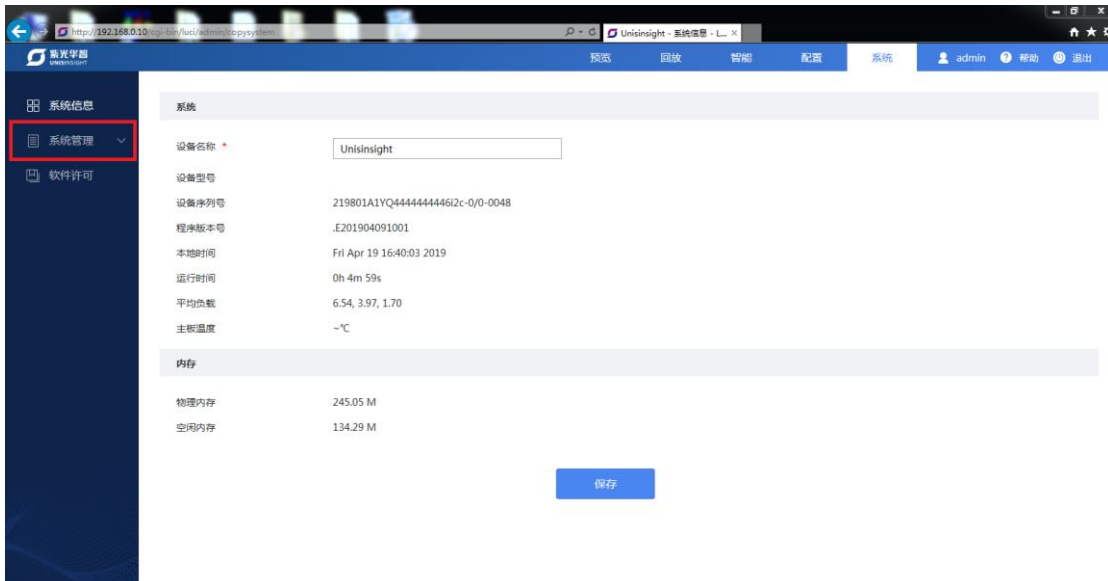 http://192.168.0.10/cgi-bin/luci/admin/copysystem
Unisinsight - 系统信息 - L...
紫光华智
UNISINSIGHT
预览 回放 智能 配置 系统 admin 帮助 退出
系统信息
系统管理
软件许可
系统
设备名称 * Unisinsight
设备型号
设备序列号 219801A1YQ4444444446i2c-0/0-0048
程序版本号 .E201904091001
本地时间 Fri Apr 19 16:40:03 2019
运行时间 0h 4m 59s
平均负载 6.54, 3.97, 1.70
主板温度 ~℃
内存
物理内存 245.05 M
空闲内存 134.29 M
保存